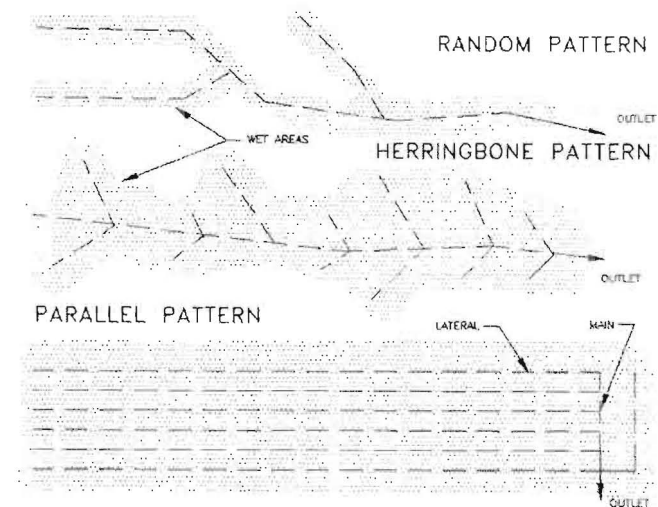 RANDOM PATTERN
OUTLET
WET AREAS
HERRINGBONE PATTERN
OUTLET
PARALLEL PATTERN
LATERAL
MAIN
OUTLET